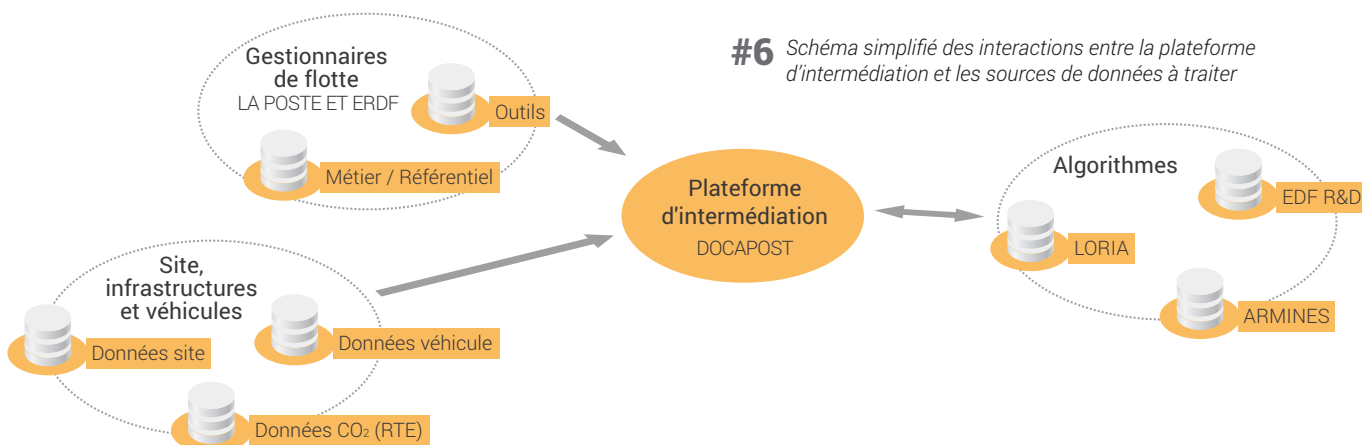 #6 Schéma simplifié des interactions entre la plateforme
d'intermédiation et les sources de données à traiter
Gestionnaires
de flotte
LA POSTE ET ERDF
Outils
Métier / Référentiel
Site,
infrastructures
et véhicules
Données site
Données véhicule
Données CO₂ (RTE)
Plateforme
d'intermédiation
DOCAPOST
Algorithmes
EDF R&D
LORIA
ARMINES